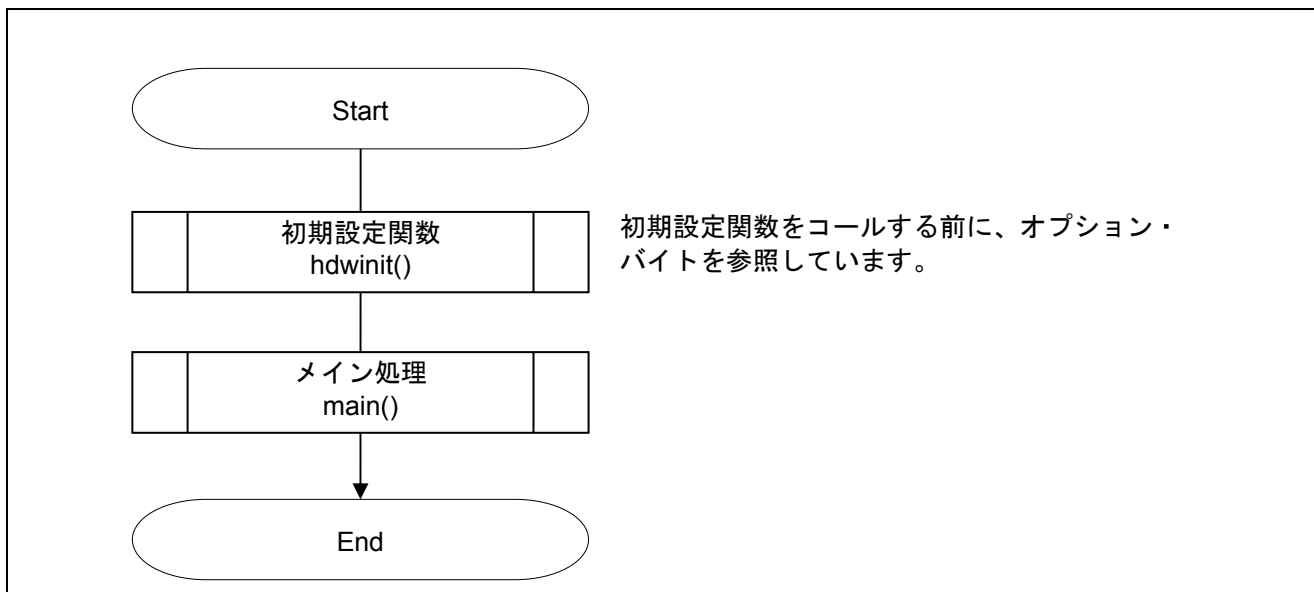 Start
初期設定関数
hdwinit()
初期設定関数をコールする前に、オプション・
バイトを参照しています。
メイン処理
main()
End